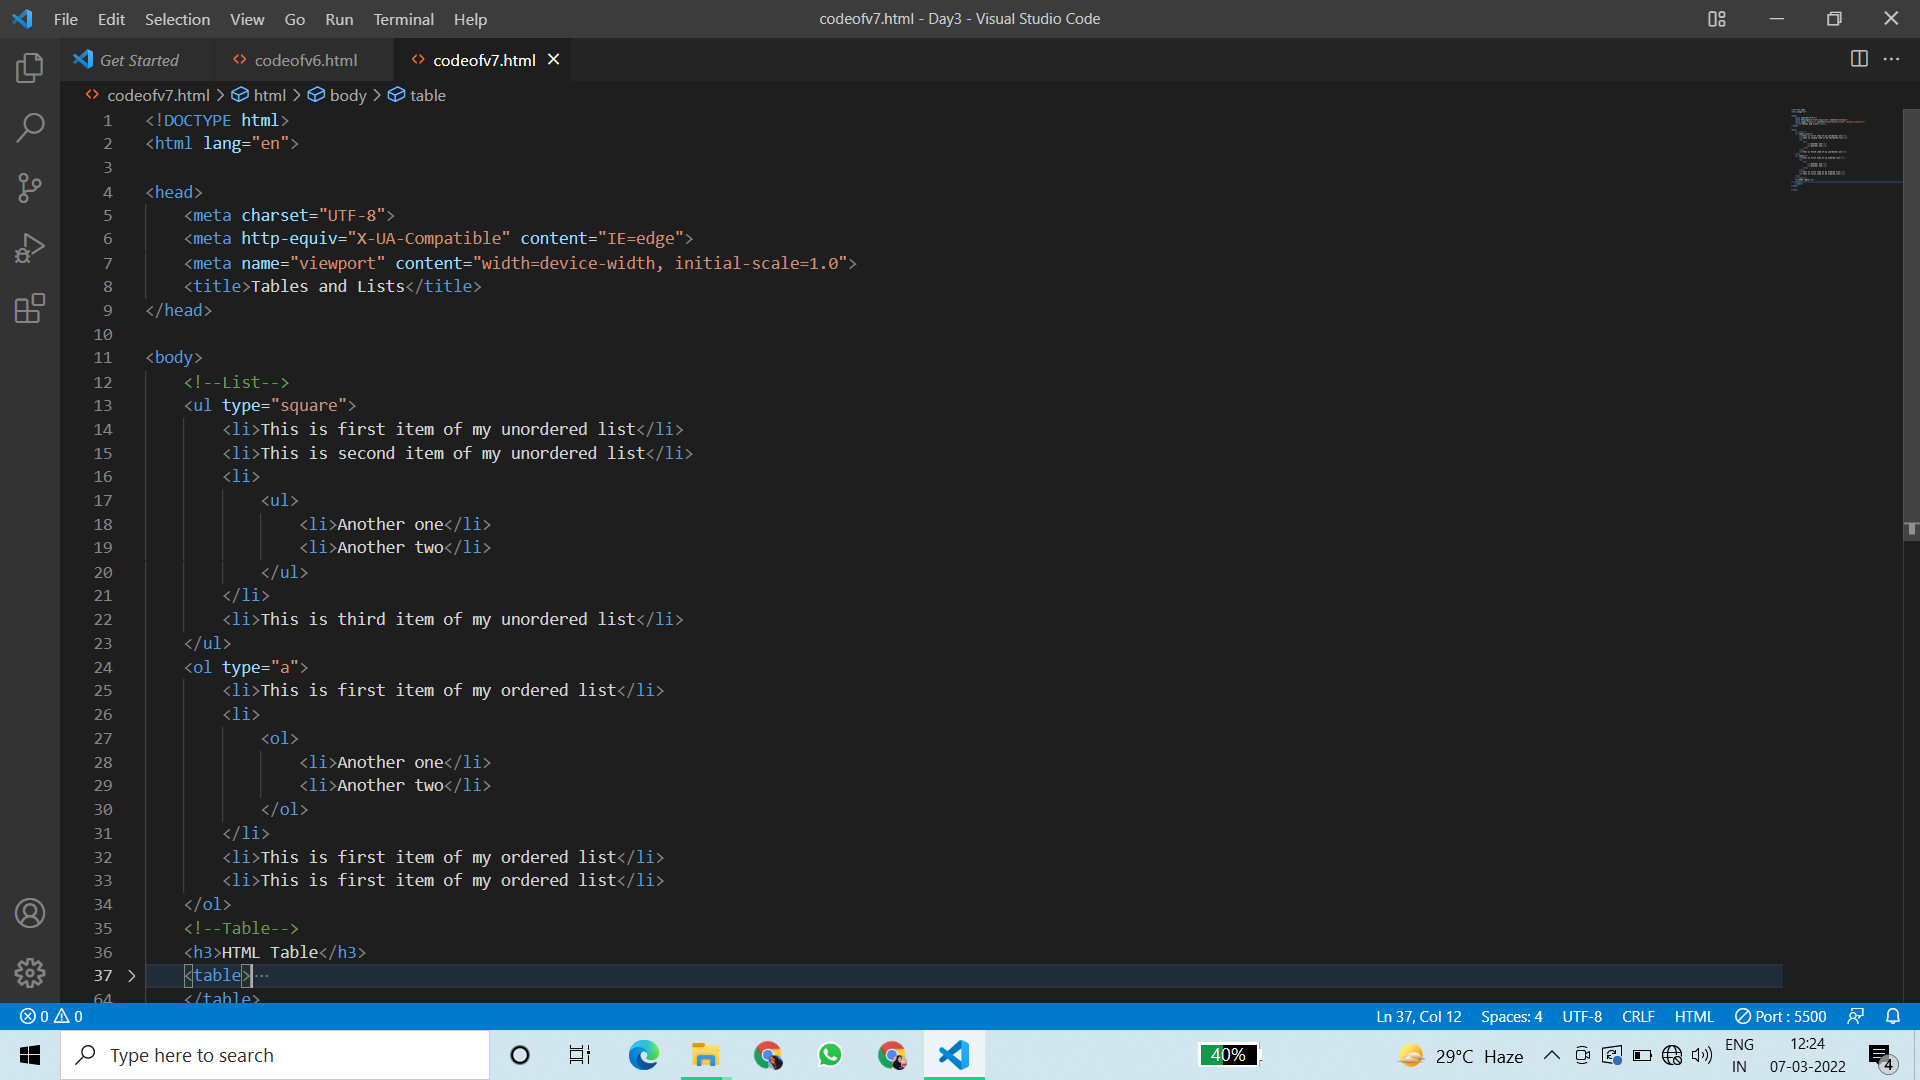 File Edit Selection View Go Run Terminal Help codeofv7.html - Day3 - Visual Studio Code
Get Started codeofv6.html codeofv7.html
codeofv7.html > html > body > table
1 <!DOCTYPE html>
2 <html lang="en">
3
4 <head>
5 <meta charset="UTF-8">
6 <meta http-equiv="X-UA-Compatible" content="IE=edge">
7 <meta name="viewport" content="width=device-width, initial-scale=1.0">
8 <title>Tables and Lists</title>
9 </head>
10
11 <body>
12 <!--List-->
13 <ul type="square">
14 <li>This is first item of my unordered list</li>
15 <li>This is second item of my unordered list</li>
16 <li>
17 <ul>
18 <li>Another one</li>
19 <li>Another two</li>
20 </ul>
21 </li>
22 <li>This is third item of my unordered list</li>
23 </ul>
24 <ol type="a">
25 <li>This is first item of my ordered list</li>
26 <li>
27 <ol>
28 <li>Another one</li>
29 <li>Another two</li>
30 </ol>
31 </li>
32 <li>This is first item of my ordered list</li>
33 <li>This is first item of my ordered list</li>
34 </ol>
35 <!--Table-->
36 <h3>HTML Table</h3>
37 <table>···
64 </table>
0 0 Ln 37, Col 12 Spaces: 4 UTF-8 CRLF HTML Port : 5500
Type here to search 40% 29°C Haze ENG 12:24
IN 07-03-2022 4